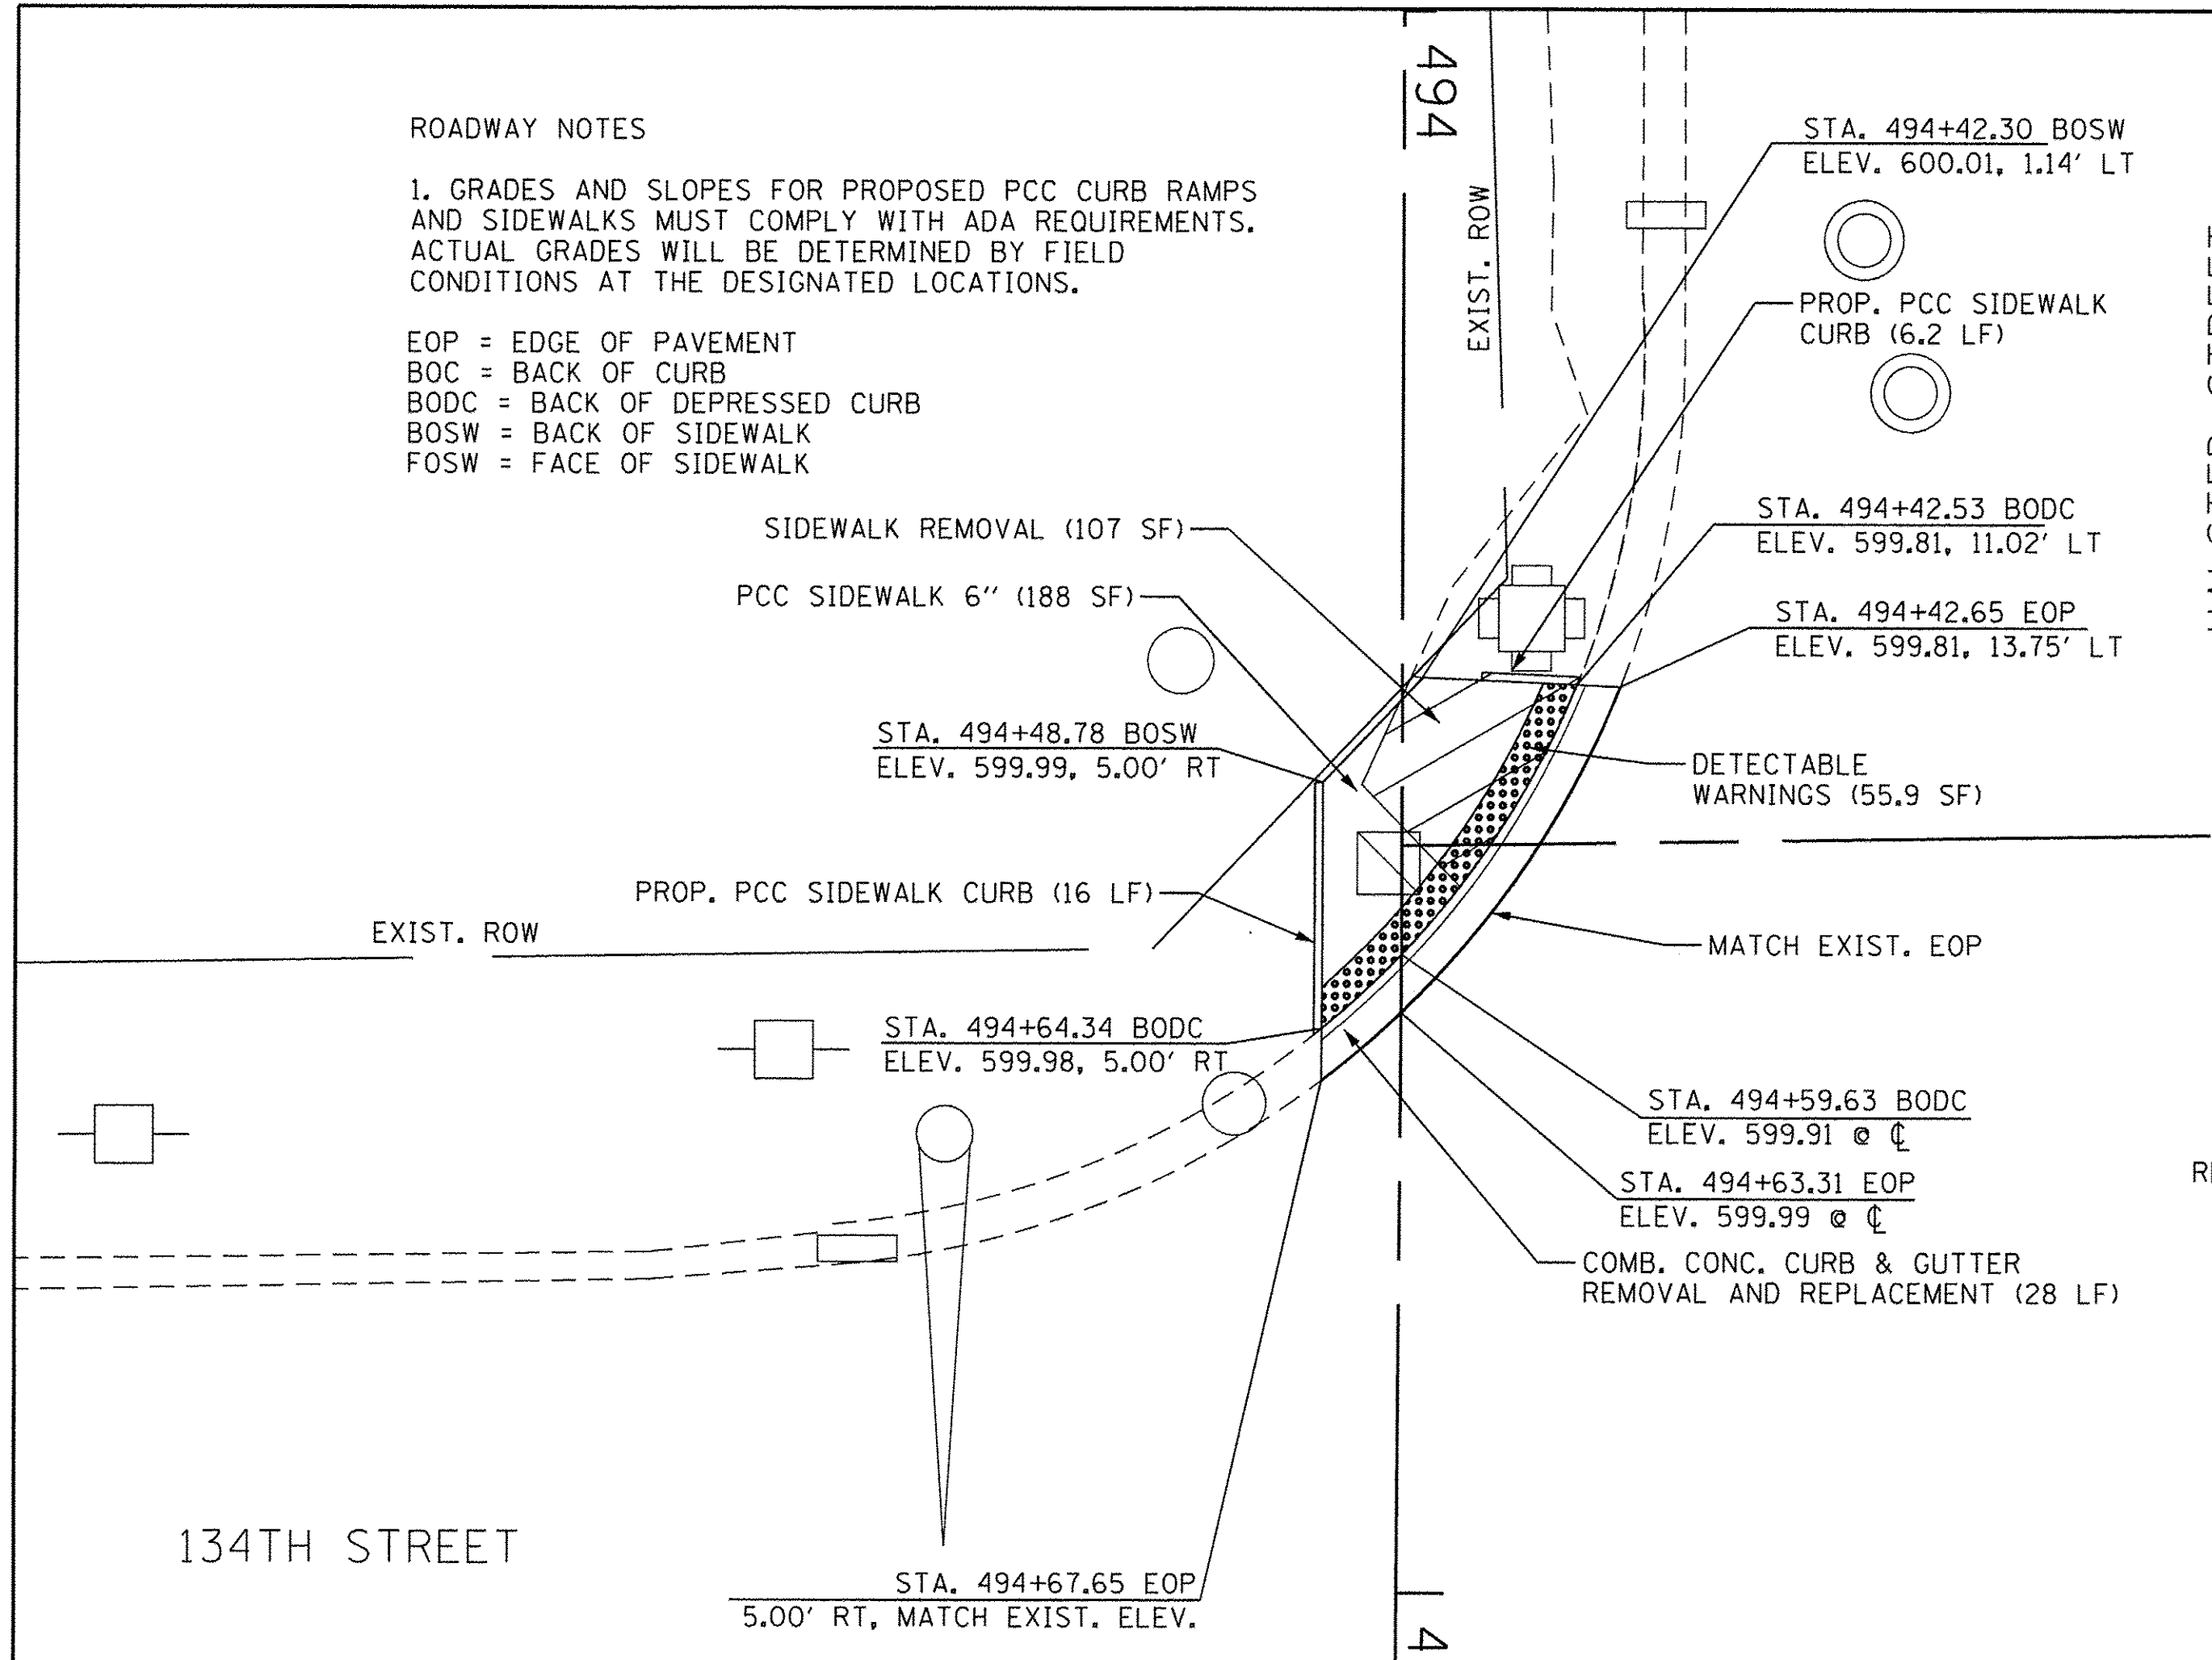 ROADWAY NOTES
1. GRADES AND SLOPES FOR PROPOSED PCC CURB RAMPS
AND SIDEWALKS MUST COMPLY WITH ADA REQUIREMENTS.
ACTUAL GRADES WILL BE DETERMINED BY FIELD
CONDITIONS AT THE DESIGNATED LOCATIONS.
EOP = EDGE OF PAVEMENT
BOC = BACK OF CURB
BODC = BACK OF DEPRESSED CURB
BOSW = BACK OF SIDEWALK
FOSW = FACE OF SIDEWALK
494
EXIST. ROW
STA. 494+42.30 BOSW
ELEV. 600.01, 1.14' LT
PROP. PCC SIDEWALK
CURB (6.2 LF)
SIDEWALK REMOVAL (107 SF)
PCC SIDEWALK 6'' (188 SF)
STA. 494+42.53 BODC
ELEV. 599.81, 11.02' LT
STA. 494+42.65 EOP
ELEV. 599.81, 13.75' LT
STA. 494+48.78 BOSW
ELEV. 599.99, 5.00' RT
DETECTABLE
WARNINGS (55.9 SF)
PROP. PCC SIDEWALK CURB (16 LF)
EXIST. ROW
MATCH EXIST. EOP
STA. 494+64.34 BODC
ELEV. 599.98, 5.00' RT
STA. 494+59.63 BODC
ELEV. 599.91 @ ℄
STA. 494+63.31 EOP
ELEV. 599.99 @ ℄
COMB. CONC. CURB & GUTTER
REMOVAL AND REPLACEMENT (28 LF)
134TH STREET
STA. 494+67.65 EOP
5.00' RT, MATCH EXIST. ELEV.
4